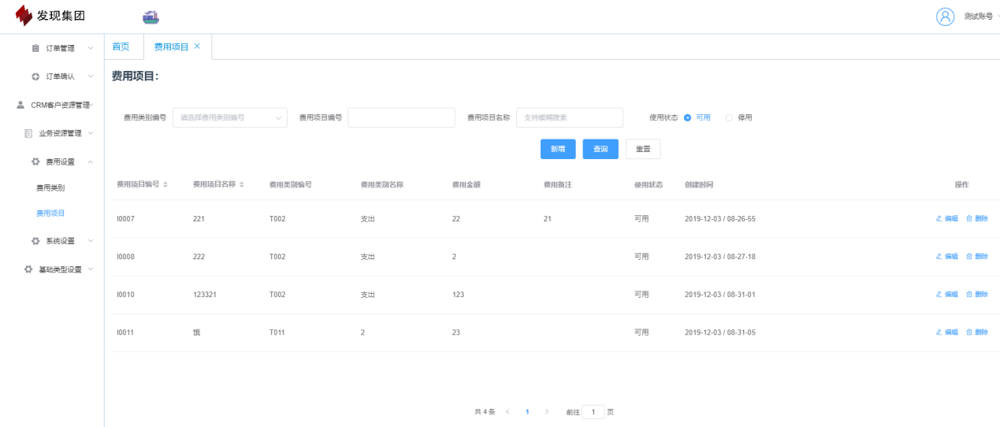 发现集团
测试账号
订单管理
订单确认
CRM客户资源管理
业务资源管理
费用设置
费用类别
费用项目
系统设置
基础类型设置
首页 费用项目 ×
费用项目：
费用类别编号 请选择费用类别编号 费用项目编号 费用项目名称 支持模糊搜索 使用状态 可用 停用
新增 查询 重置
费用项目编号 费用项目名称 费用类别编号 费用类别名称 费用金额 费用备注 使用状态 创建时间 操作
I0007 221 T002 支出 22 21 可用 2019-12-03 / 08-26-55 编辑 删除
I0008 222 T002 支出 2 可用 2019-12-03 / 08-27-18 编辑 删除
I0010 123321 T002 支出 123 可用 2019-12-03 / 08-31-01 编辑 删除
I0011 饿 T011 2 23 可用 2019-12-03 / 08-31-05 编辑 删除
共 4 条 < 1 > 前往 1 页